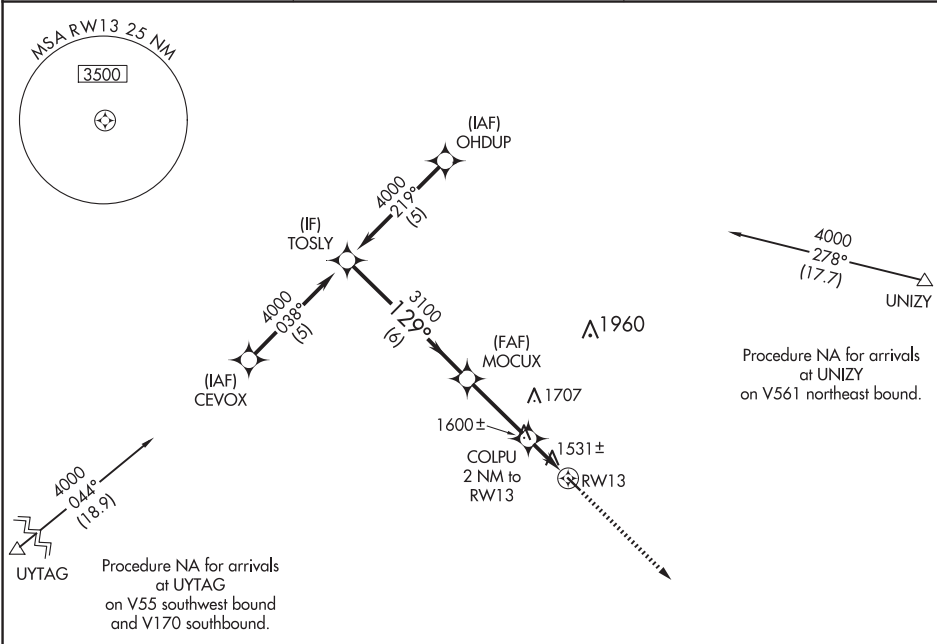 MSA RW13 25 NM
3500
(IAF)
OHDUP
4000
219°
(5)
(IF)
TOSLY
4000
278°
(17.7)
UNIZY
4000
038°
(5)
3100
129°
(6)
1960
(FAF)
MOCUX
Procedure NA for arrivals
at UNIZY
on V561 northeast bound.
(IAF)
CEVOX
1707
1600±
1531±
COLPU
2 NM to
RW13
RW13
4000
044°
(18.9)
UYTAG
Procedure NA for arrivals
at UYTAG
on V55 southwest bound
and V170 southbound.